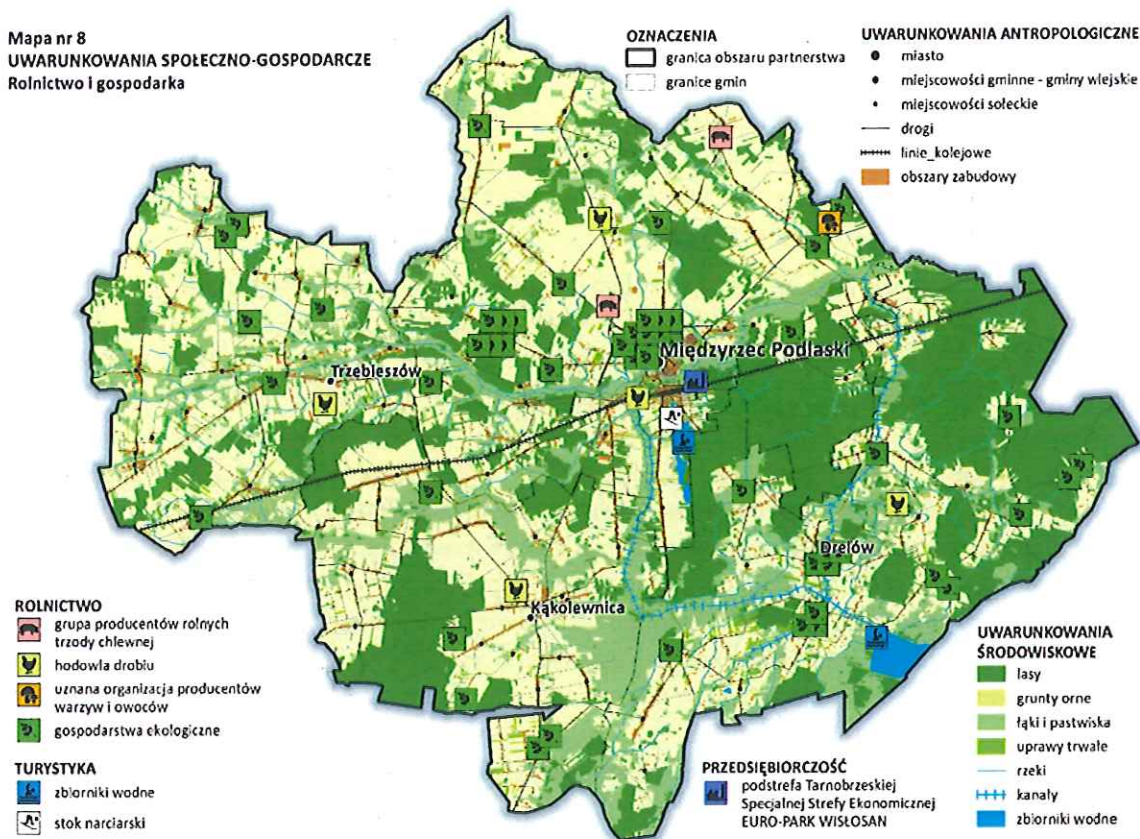 Mapa nr 8
UWARUNKOWANIA SPOŁECZNO-GOSPODARCZE
Rolnictwo i gospodarka
OZNACZENIA
granica obszaru partnerstwa
granice gmin
UWARUNKOWANIA ANTROPOLOGICZNE
miasto
miejscowości gminne - gminy wiejskie
miejscowości sołeckie
drogi
linie_kolejowe
obszary zabudowy
Międzyrzec Podlaski
Trzebieszów
Drelów
Kąkolewnica
ROLNICTWO
grupa producentów rolnych
trzody chlewnej
hodowla drobiu
uznana organizacja producentów
warzyw i owoców
gospodarstwa ekologiczne
TURYSTYKA
zbiorniki wodne
stok narciarski
PRZEDSIĘBIORCZOŚĆ
podstrefa Tarnobrzeskiej
Specjalnej Strefy Ekonomicznej
EURO-PARK WISŁOSAN
UWARUNKOWANIA
ŚRODOWISKOWE
lasy
grunty orne
łąki i pastwiska
uprawy trwałe
rzeki
kanały
zbiorniki wodne